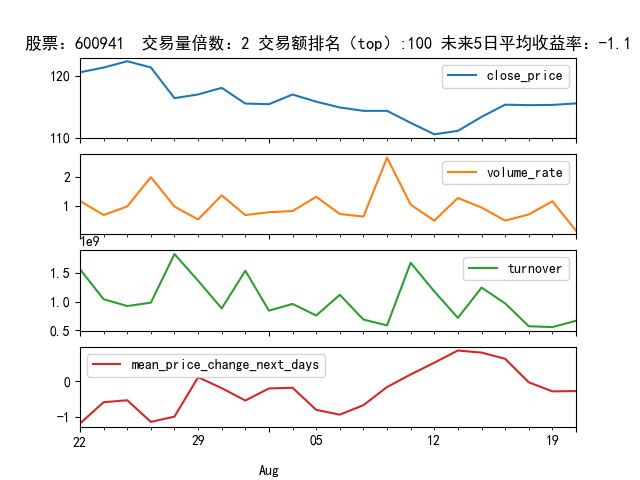 股票：600941  交易量倍数：2 交易额排名（top）:100 未来5日平均收益率：-1.1
120
110
close_price
2
1
volume_rate
1e9
1.5
1.0
0.5
turnover
0
-1
mean_price_change_next_days
22
29
05
12
19
Aug